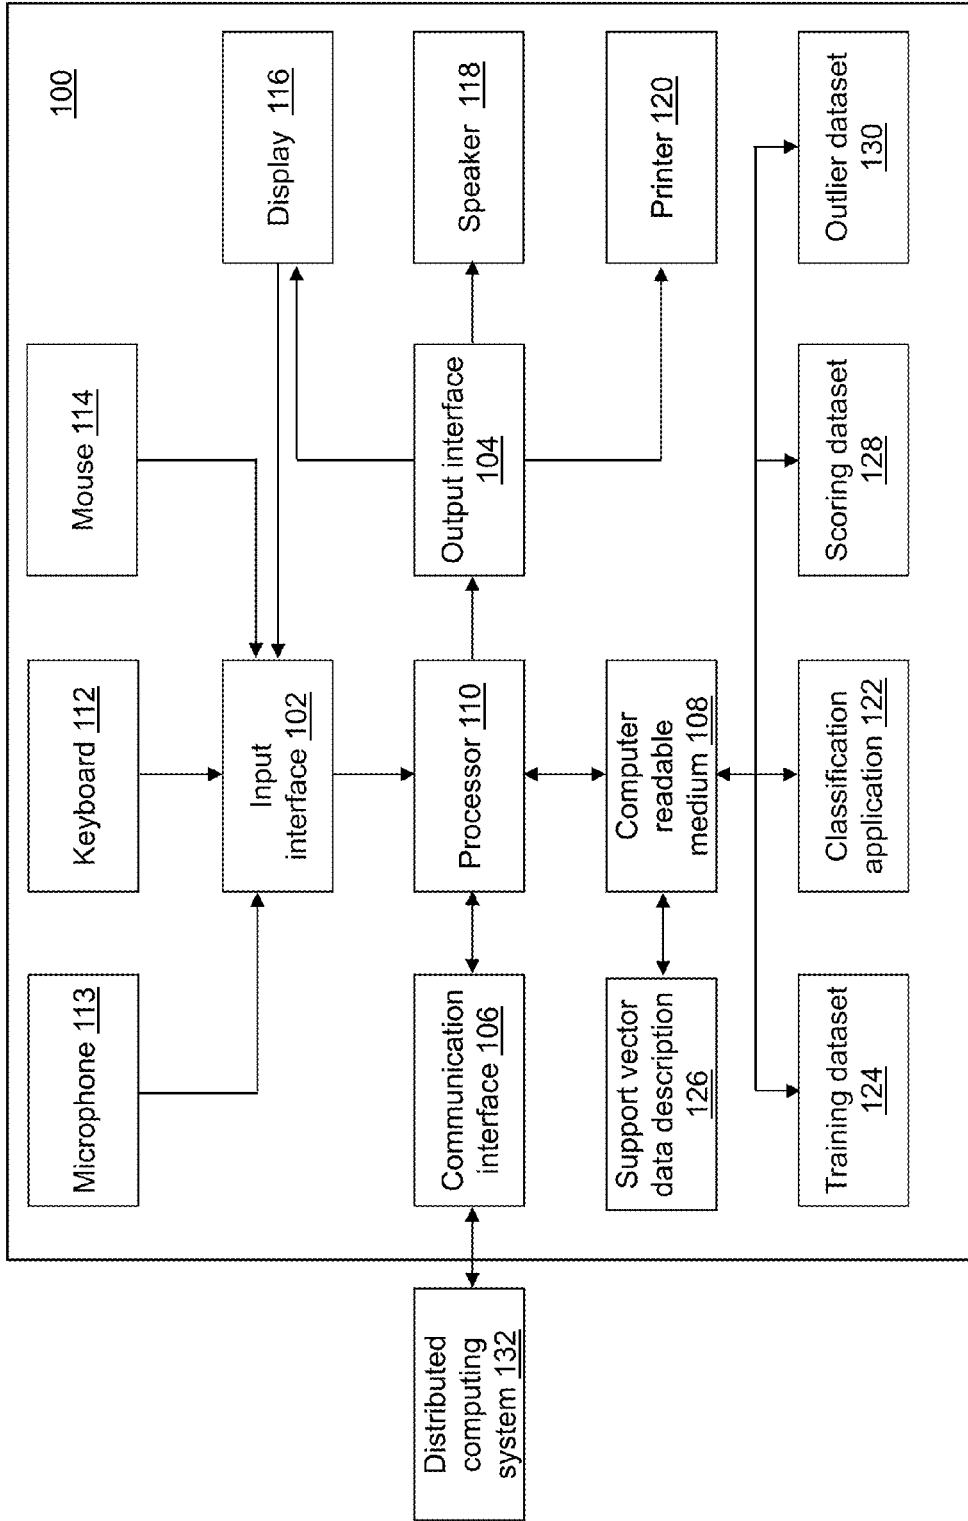 100
Microphone 113
Keyboard 112
Mouse 114
Input
interface 102
Display 116
Distributed
computing
system 132
Communication
interface 106
Processor 110
Output interface
104
Speaker 118
Support vector
data description
126
Computer
readable
medium 108
Printer 120
Training dataset
124
Classification
application 122
Scoring dataset
128
Outlier dataset
130